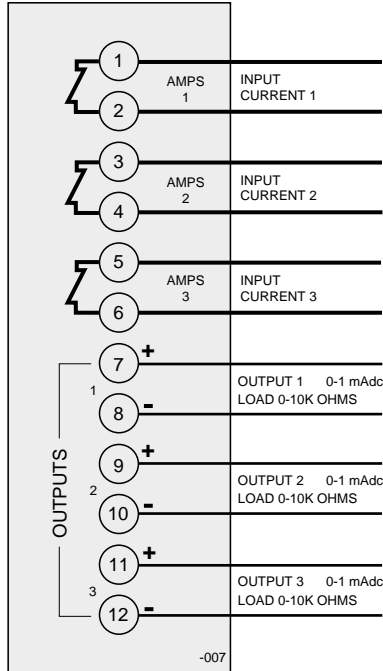 1
AMPS
1
INPUT
CURRENT 1
2
3
AMPS
2
INPUT
CURRENT 2
4
5
AMPS
3
INPUT
CURRENT 3
6
OUTPUTS
7 +
1
OUTPUT 1 0-1 mAdc
LOAD 0-10K OHMS
8 -
9 +
2
OUTPUT 2 0-1 mAdc
LOAD 0-10K OHMS
10 -
11 +
3
OUTPUT 3 0-1 mAdc
LOAD 0-10K OHMS
12 -
-007